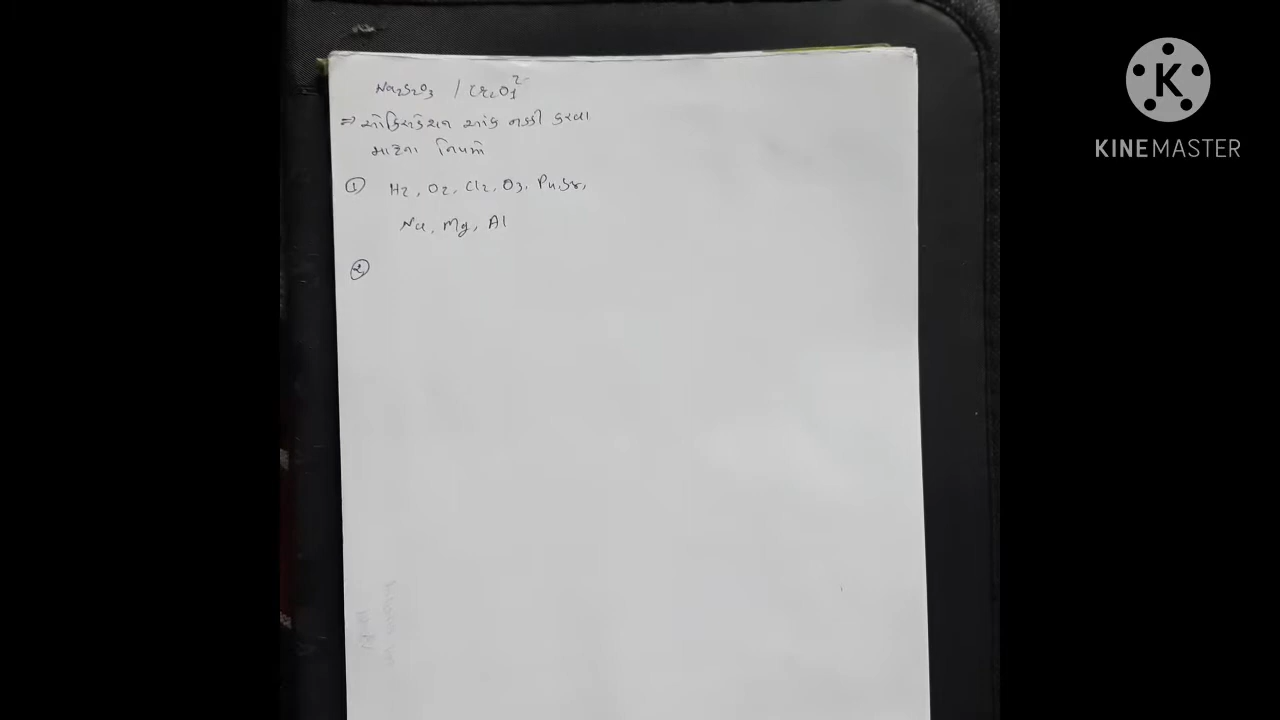 Na2S2O3 / Cr2O7 2-
⇒ ઓક્સિડેશન આંક નક્કી કરવા
માટેના નિયમો
① H2, O2, Cl2, O3, P4, S8,
Na, Mg, Al
②
K
KINEMASTER